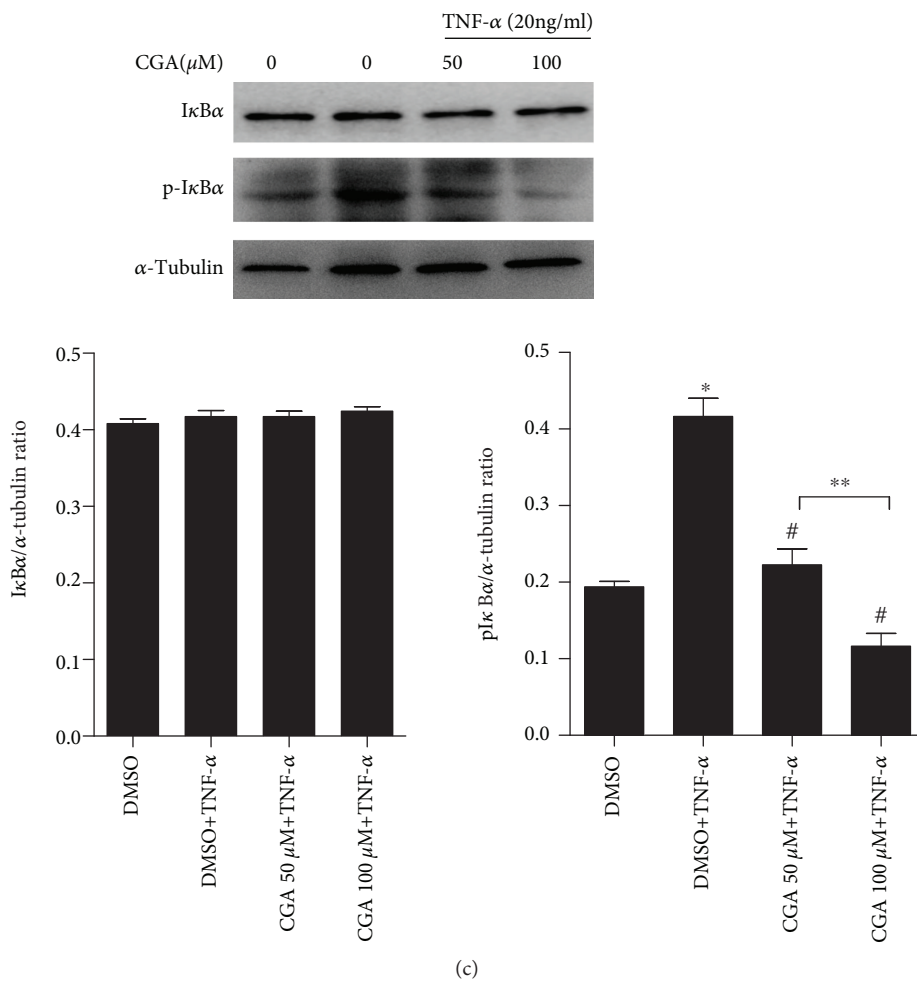 TNF-α (20ng/ml)
CGA(μM) 0 0 50 100
IκBα
p-IκBα
α-Tubulin
0.5
0.4
0.3
0.2
0.1
0.0
IκBα/α-tubulin ratio
DMSO
DMSO+TNF-α
CGA 50 μM+TNF-α
CGA 100 μM+TNF-α
0.5
0.4
0.3
0.2
0.1
0.0
pIκ Bα/α-tubulin ratio
*
**
#
#
DMSO
DMSO+TNF-α
CGA 50 μM+TNF-α
CGA 100 μM+TNF-α
(c)